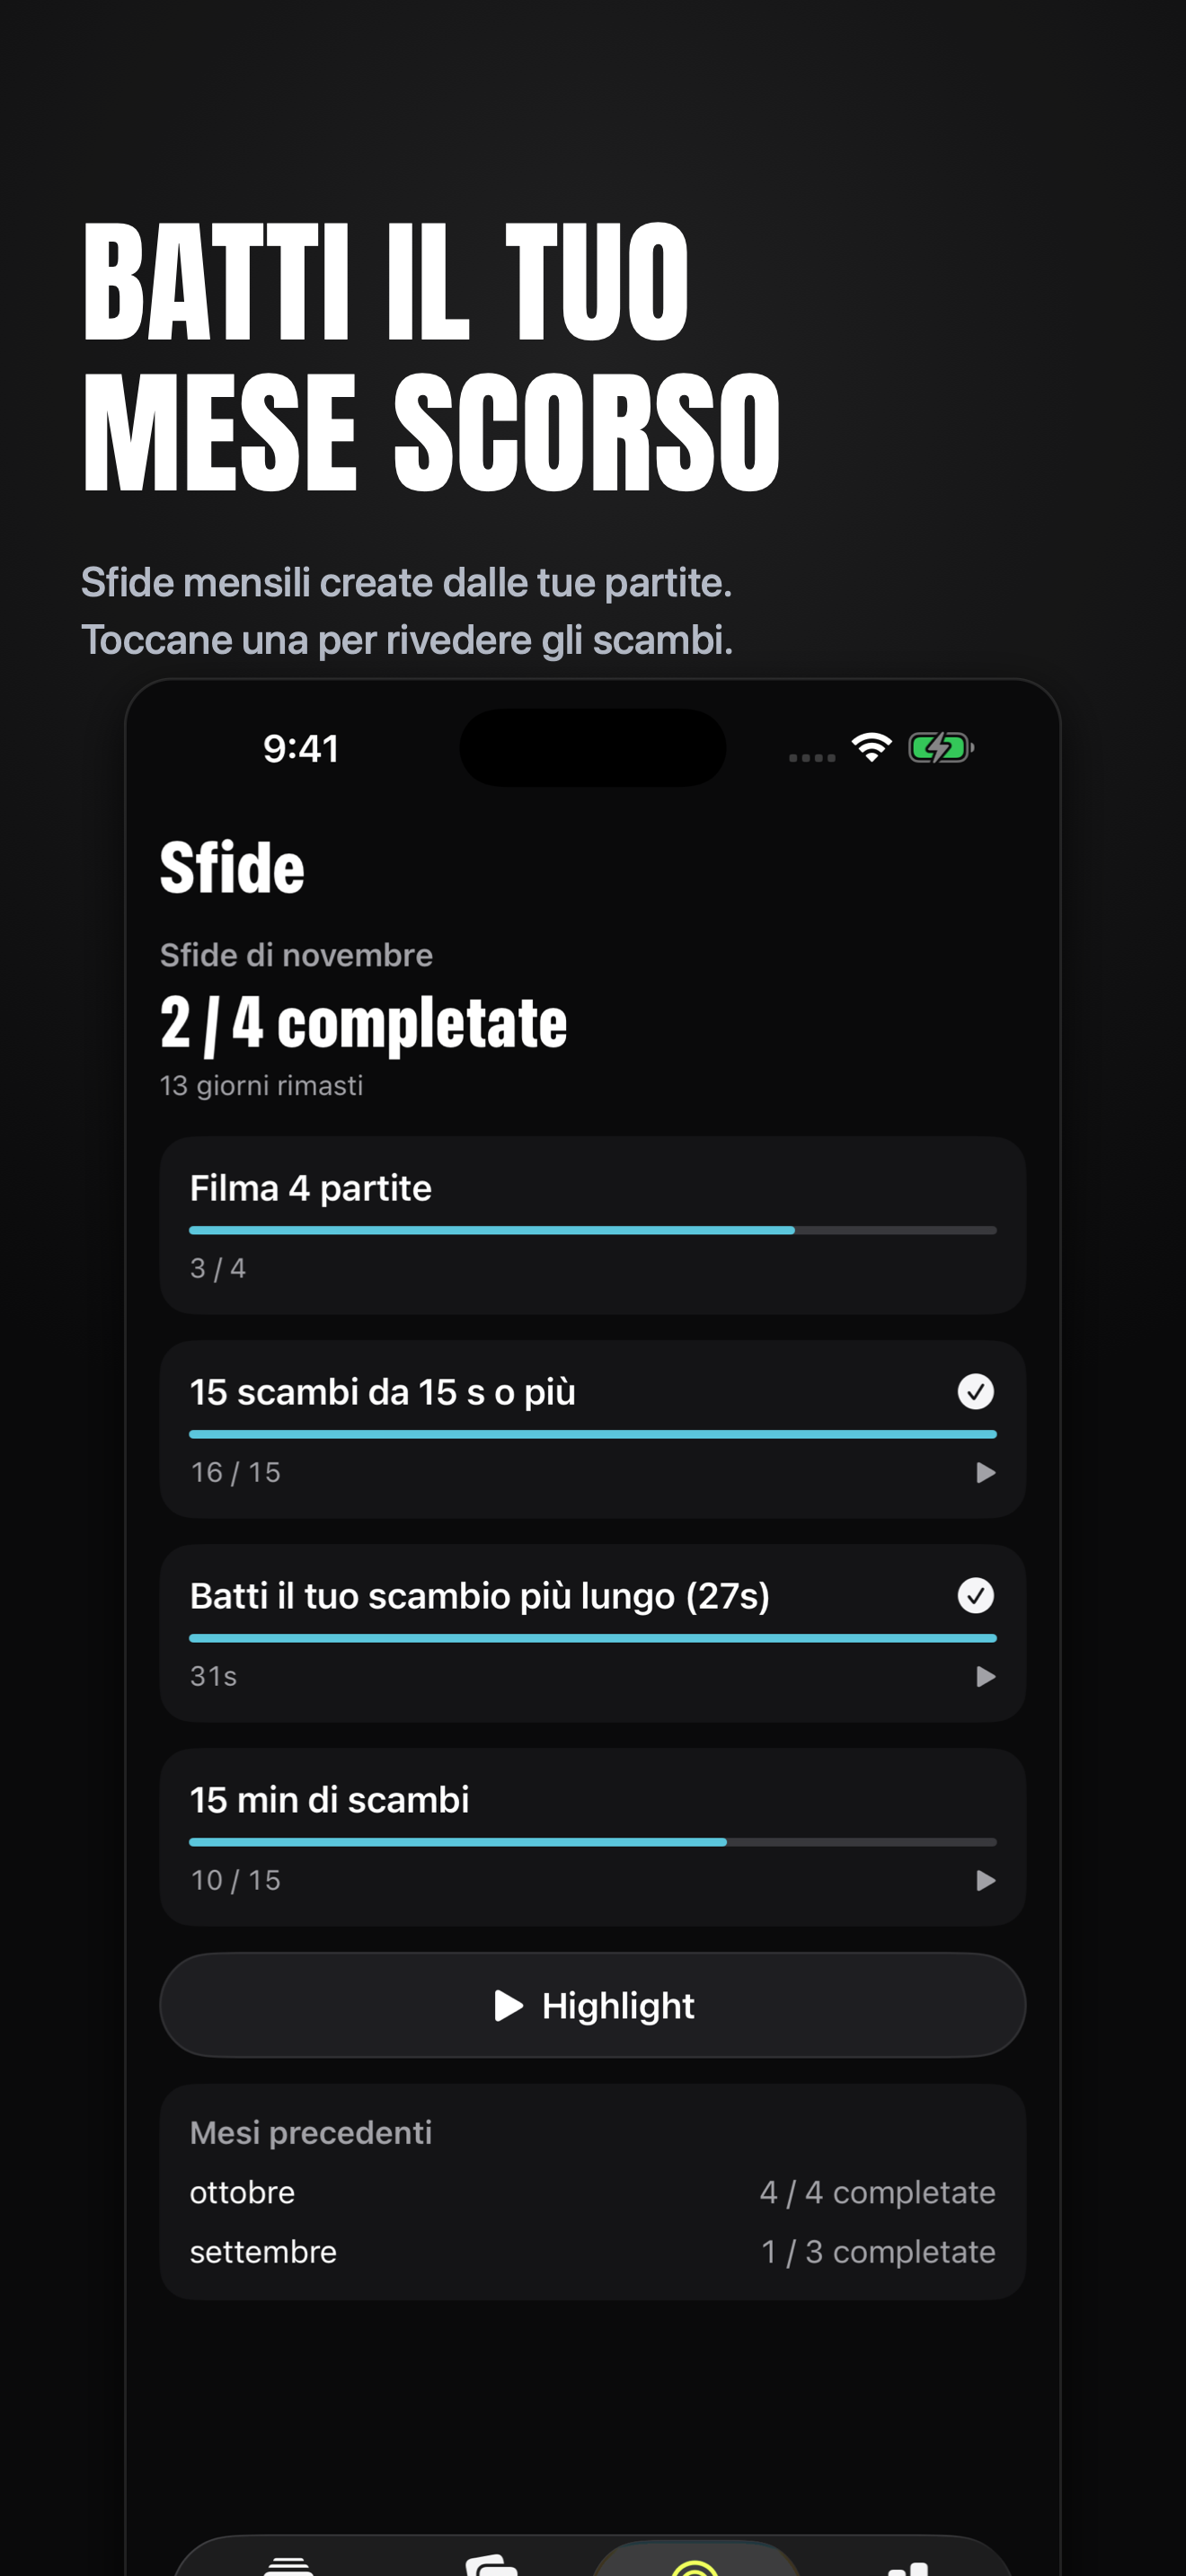 BATTI IL TUO
MESE SCORSO
Sfide mensili create dalle tue partite.
Toccane una per rivedere gli scambi.
9:41
Sfide
Sfide di novembre
2 / 4 completate
13 giorni rimasti
Filma 4 partite
3 / 4
15 scambi da 15 s o più
16 / 15
Batti il tuo scambio più lungo (27s)
31s
15 min di scambi
10 / 15
Highlight
Mesi precedenti
ottobre 4 / 4 completate
settembre 1 / 3 completate